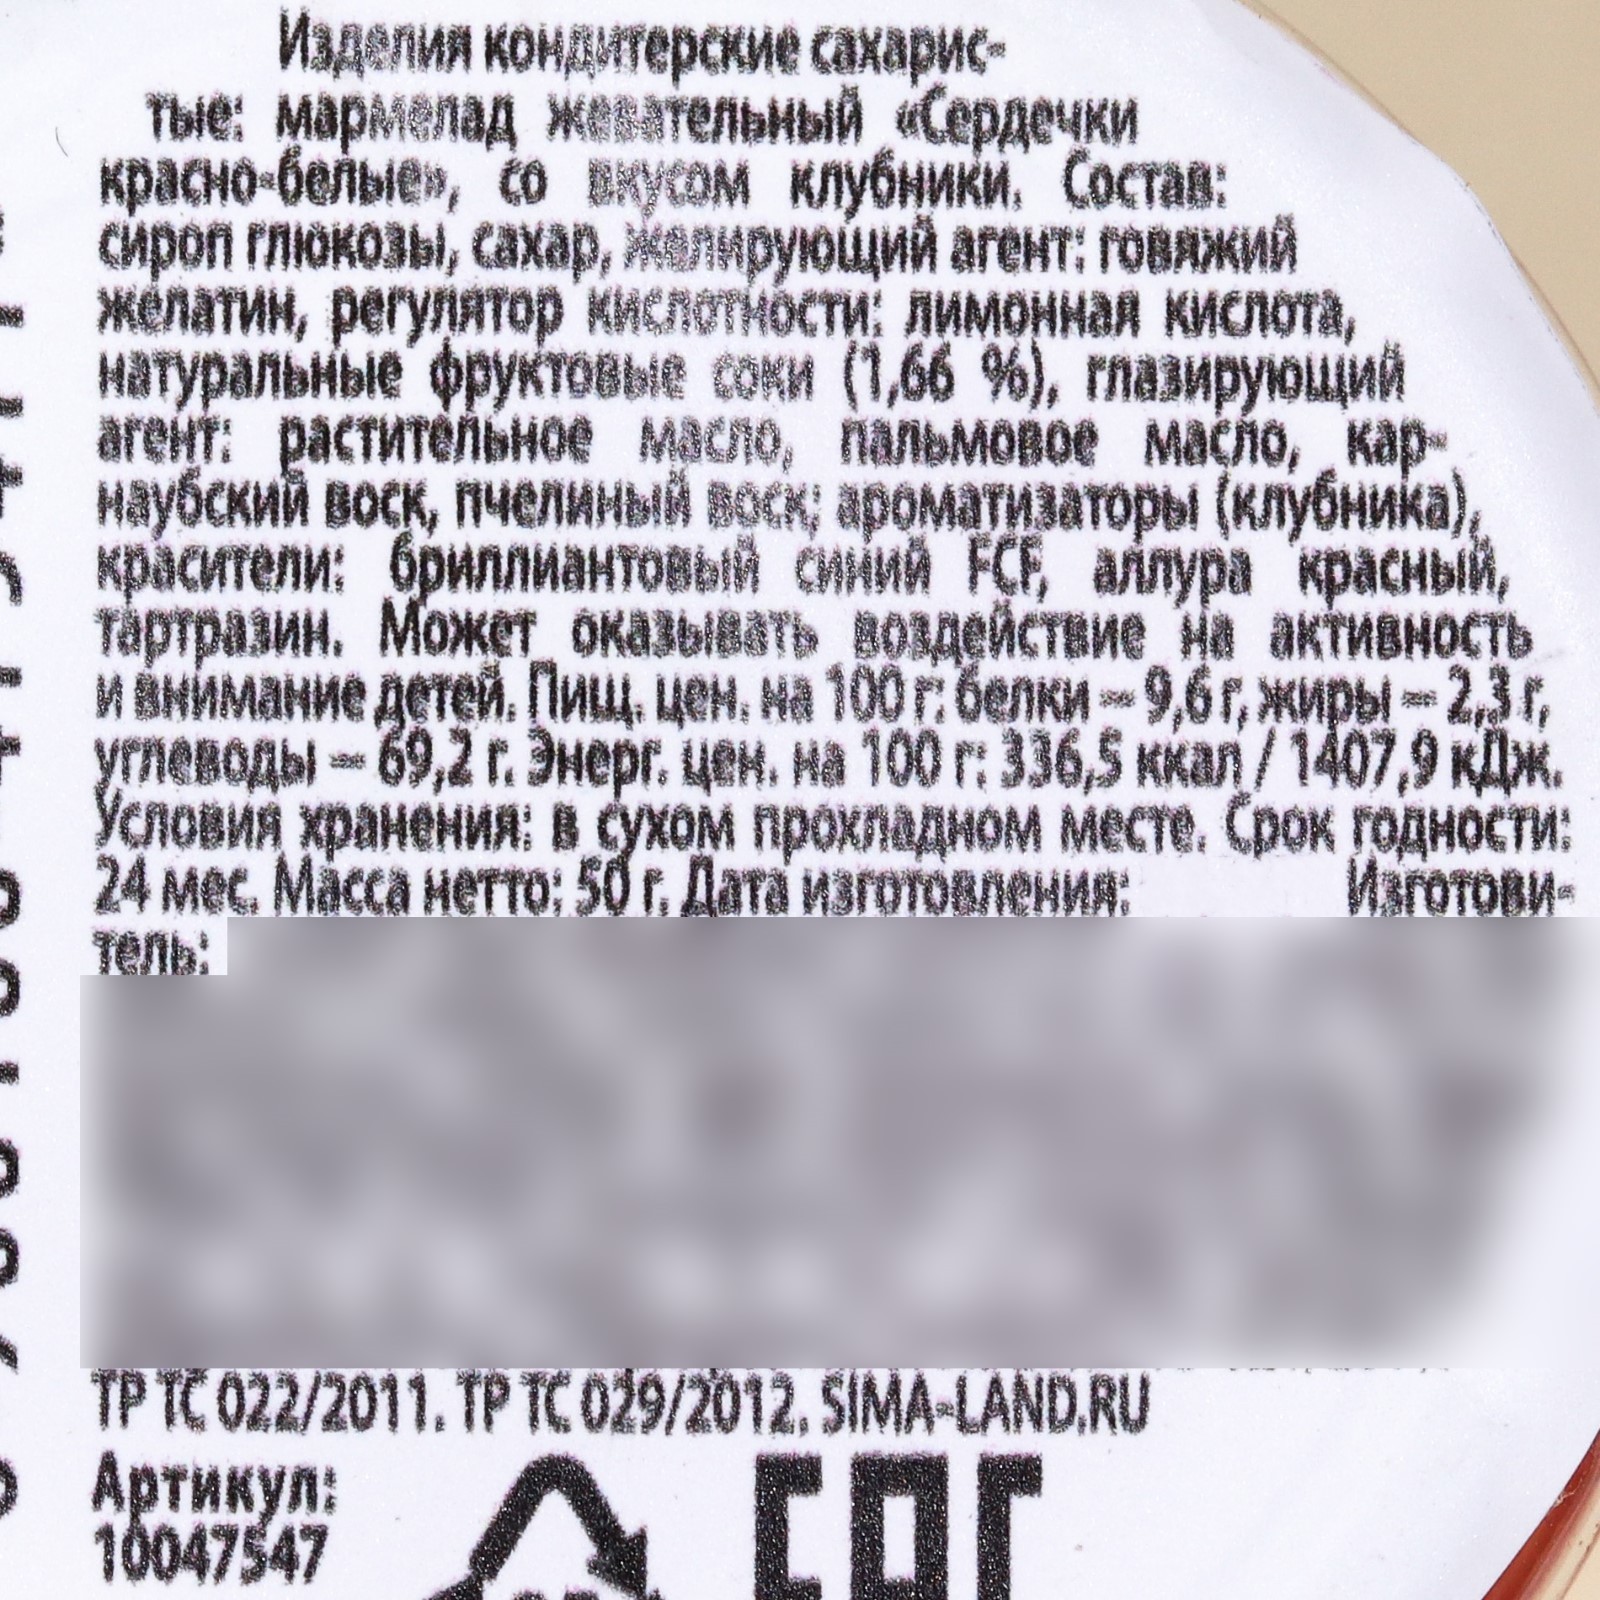 Изделия кондитерские сахарис-
тые: мармелад жевательный «Сердечки
красно-белые», со вкусом клубники. Состав:
сироп глюкозы, сахар, желирующий агент: говяжий
желатин, регулятор кислотности: лимонная кислота,
натуральные фруктовые соки (1,66 %), глазирующий
агент: растительное масло, пальмовое масло, кар-
наубский воск, пчелиный воск; ароматизаторы (клубника),
красители: бриллиантовый синий FCF, аллура красный,
тартразин. Может оказывать воздействие на активность
и внимание детей. Пищ. цен. на 100 г: белки – 9,6 г, жиры – 2,3 г,
углеводы – 69,2 г. Энерг. цен. на 100 г: 336,5 ккал / 1407,9 кДж.
Условия хранения: в сухом прохладном месте. Срок годности:
24 мес. Масса нетто: 50 г. Дата изготовления: Изготови-
тель:
ТР ТС 022/2011. ТР ТС 029/2012. SIMA-LAND.RU
Артикул:
10047547
ЕАС